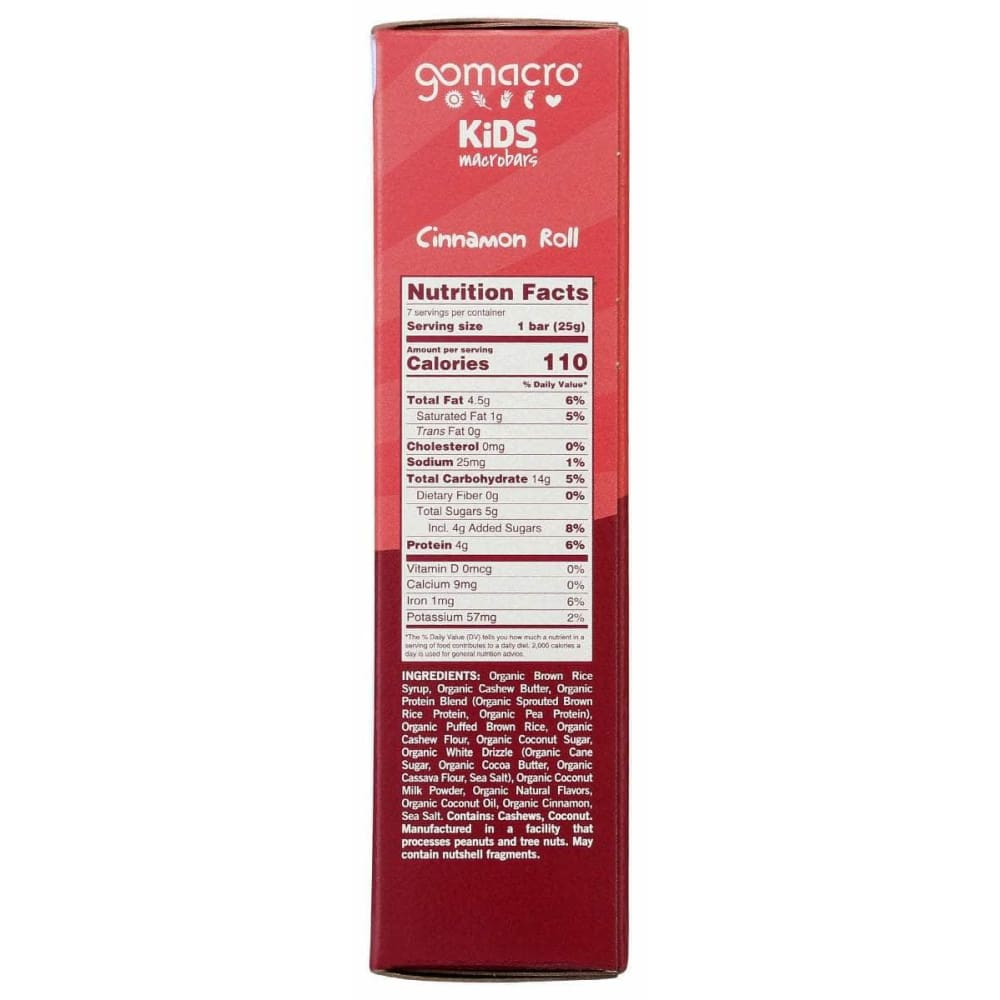 gomacro®
KiDS
macrobars®
Cinnamon Roll
Nutrition Facts
7 servings per container
Serving size 1 bar (25g)
Amount per serving
Calories 110
% Daily Value*
Total Fat 4.5g 6%
Saturated Fat 1g 5%
Trans Fat 0g
Cholesterol 0mg 0%
Sodium 25mg 1%
Total Carbohydrate 14g 5%
Dietary Fiber 0g 0%
Total Sugars 5g
Incl. 4g Added Sugars 8%
Protein 4g 6%
Vitamin D 0mcg 0%
Calcium 9mg 0%
Iron 1mg 6%
Potassium 57mg 2%
*The % Daily Value (DV) tells you how much a nutrient in a
serving of food contributes to a daily diet. 2,000 calories a
day is used for general nutrition advice.
INGREDIENTS: Organic Brown Rice
Syrup, Organic Cashew Butter, Organic
Protein Blend (Organic Sprouted Brown
Rice Protein, Organic Pea Protein),
Organic Puffed Brown Rice, Organic
Cashew Flour, Organic Coconut Sugar,
Organic White Drizzle (Organic Cane
Sugar, Organic Cocoa Butter, Organic
Cassava Flour, Sea Salt), Organic Coconut
Milk Powder, Organic Natural Flavors,
Organic Coconut Oil, Organic Cinnamon,
Sea Salt. Contains: Cashews, Coconut.
Manufactured in a facility that
processes peanuts and tree nuts. May
contain nutshell fragments.